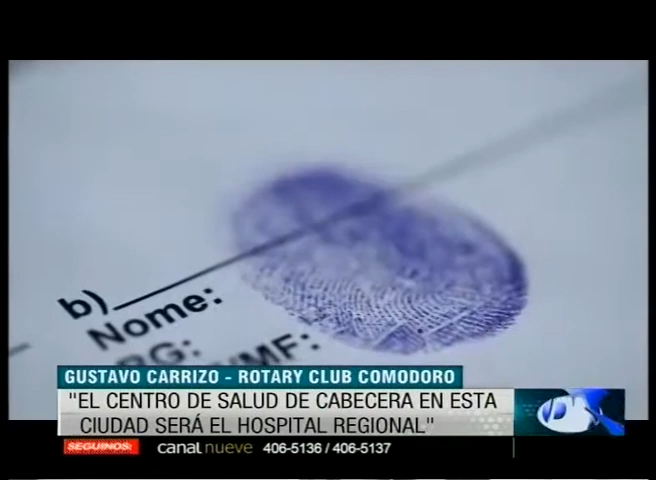 b)
Nome:
RG:
GUSTAVO CARRIZO - ROTARY CLUB COMODORO
"EL CENTRO DE SALUD DE CABECERA EN ESTA
CIUDAD SERÁ EL HOSPITAL REGIONAL"
SEGUINOS: canal nueve 406-5136 / 406-5137